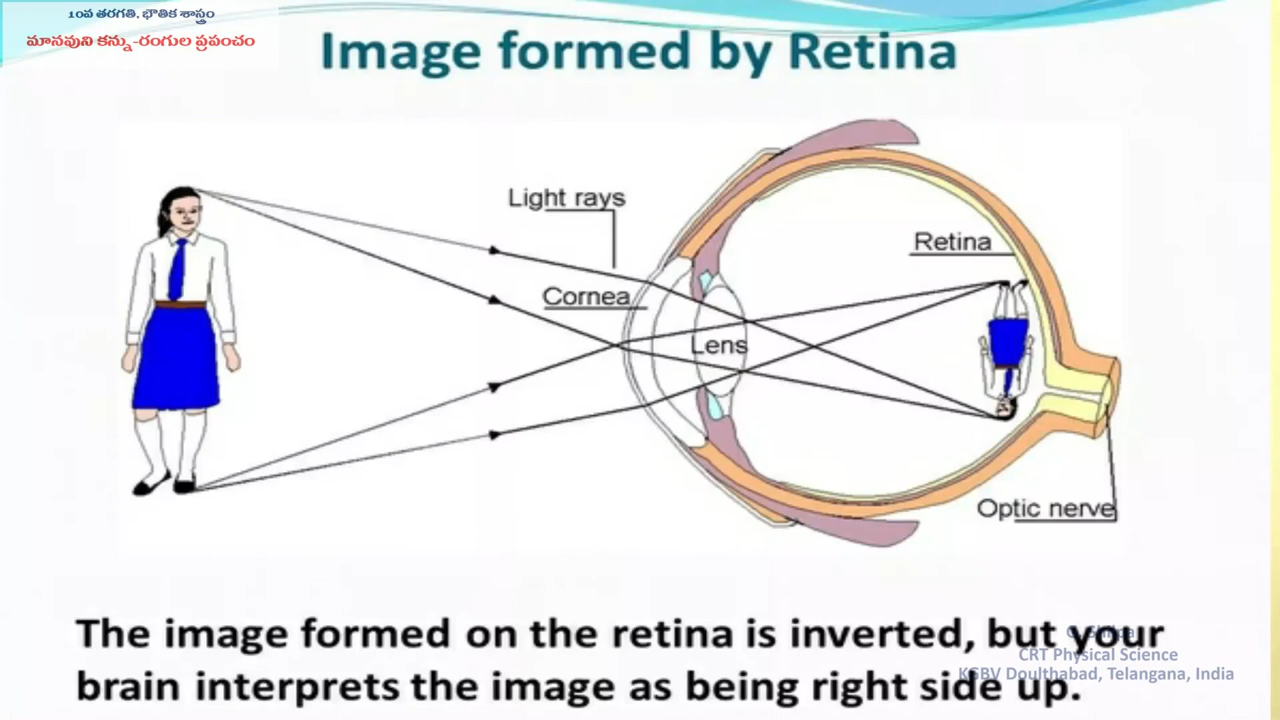 10వ తరగతి, భౌతిక శాస్త్రం
మానవుని కన్ను-రంగుల ప్రపంచం
Image formed by Retina
Light rays
Retina
Cornea
Lens
Optic nerve
The image formed on the retina is inverted, but your
brain interprets the image as being right side up.
G. Shilpa
CRT Physical Science
KGBV Doulthabad, Telangana, India